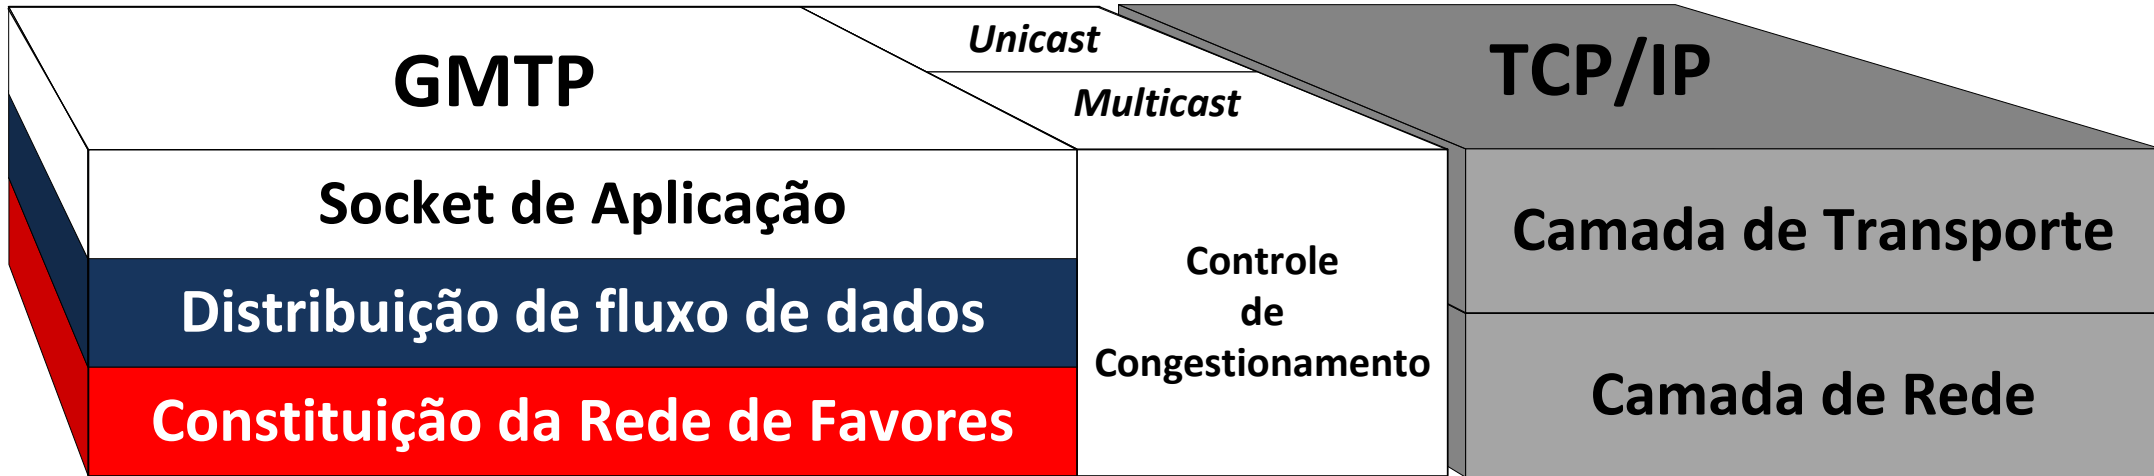 GMTP
Unicast
Multicast
TCP/IP
Socket de Aplicação
Distribuição de fluxo de dados
Constituição da Rede de Favores
Controle
de
Congestionamento
Camada de Transporte
Camada de Rede